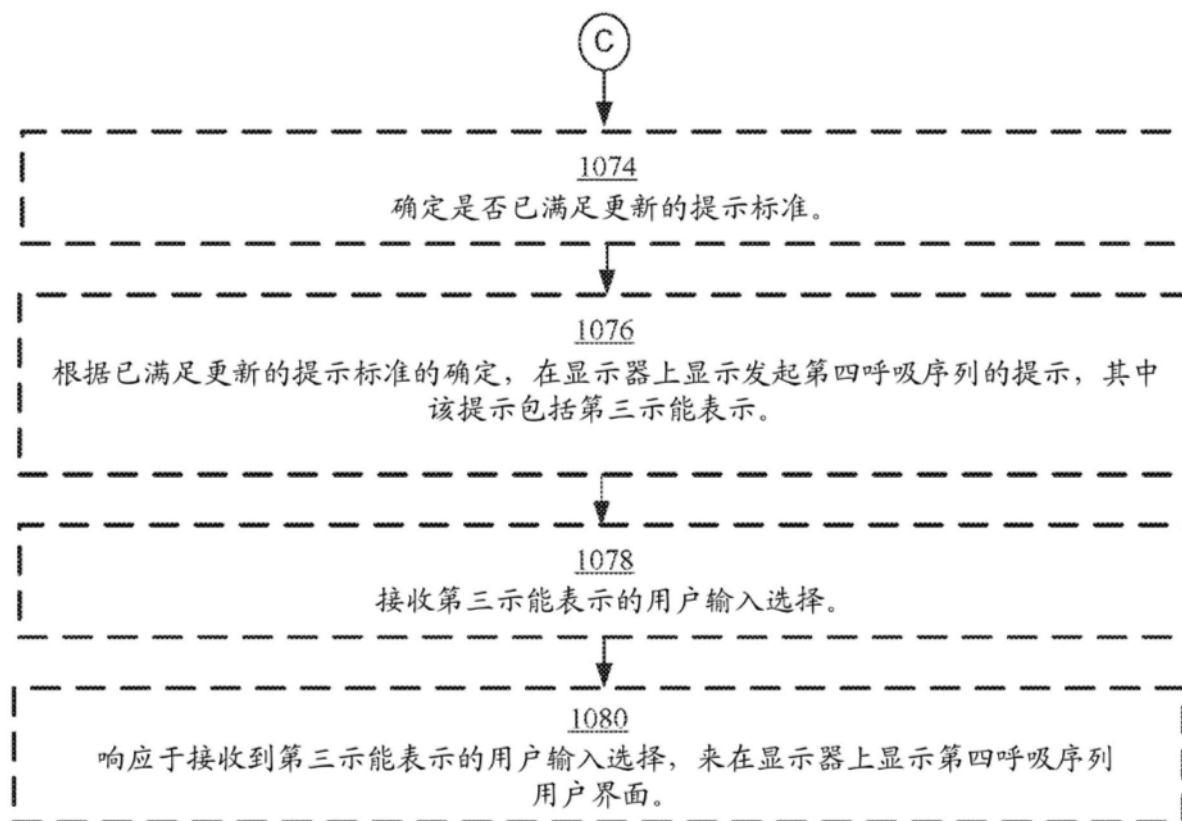 C
1074
确定是否已满足更新的提示标准。
1076
根据已满足更新的提示标准的确定，在显示器上显示发起第四呼吸序列的提示，其中
该提示包括第三示能表示。
1078
接收第三示能表示的用户输入选择。
1080
响应于接收到第三示能表示的用户输入选择，来在显示器上显示第四呼吸序列
用户界面。